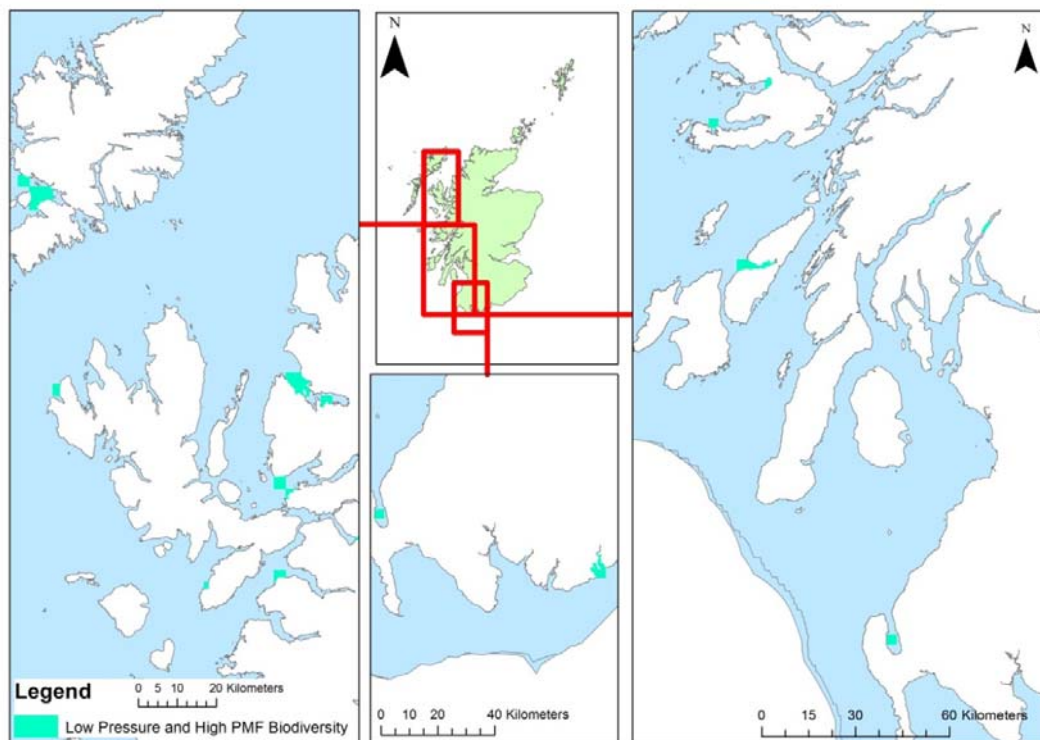 N
N
Legend
0 5 10 20 Kilometers
Low Pressure and High PMF Biodiversity
0 10 20 40 Kilometers
0 15 30 60 Kilometers